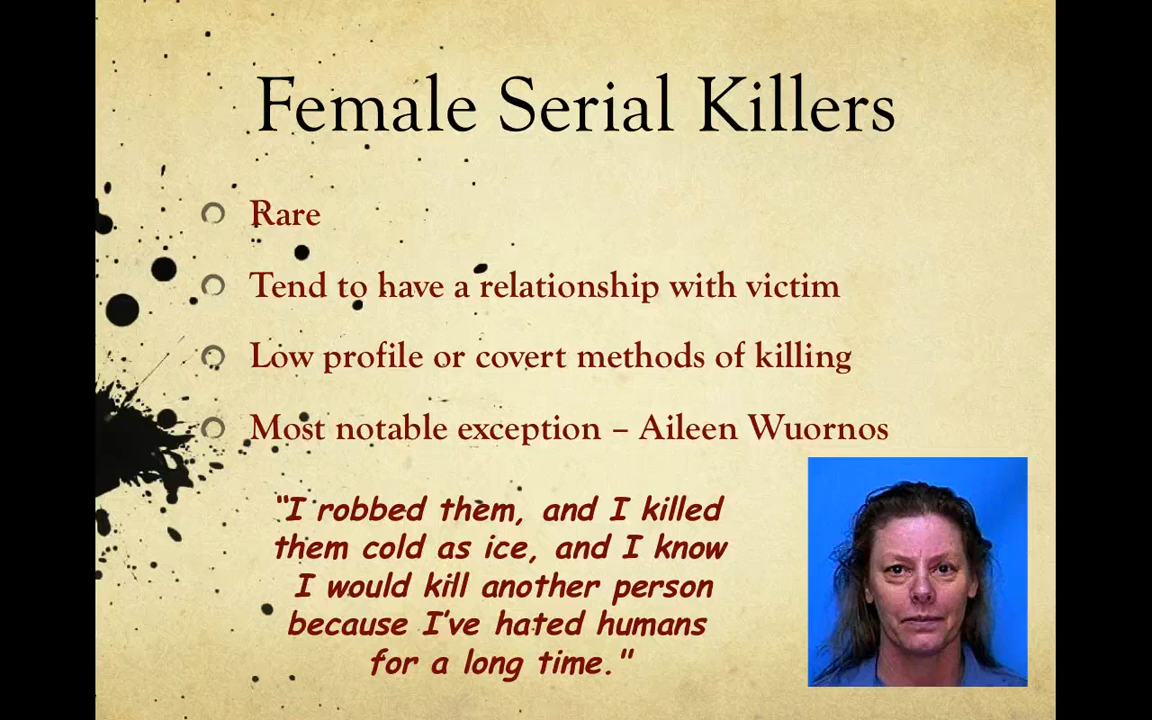 Female Serial Killers
Rare
Tend to have a relationship with victim
Low profile or covert methods of killing
Most notable exception – Aileen Wuornos
"I robbed them, and I killed
them cold as ice, and I know
I would kill another person
because I've hated humans
for a long time."